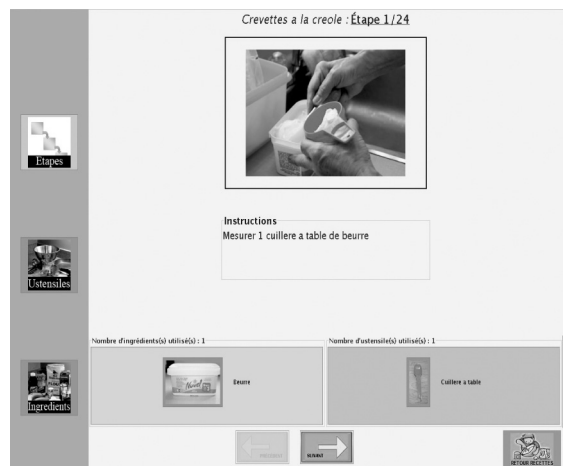 Crevettes a la creole : Étape 1/24
Etapes
Instructions
Mesurer 1 cuillere a table de beurre
Ustensiles
Nombre d'ingrédients(s) utilisé(s) : 1
Nombre d'ustensile(s) utilisé(s) : 1
Beurre
Cuillere a table
Ingredients
SUIVANT
RETOUR RECETTES